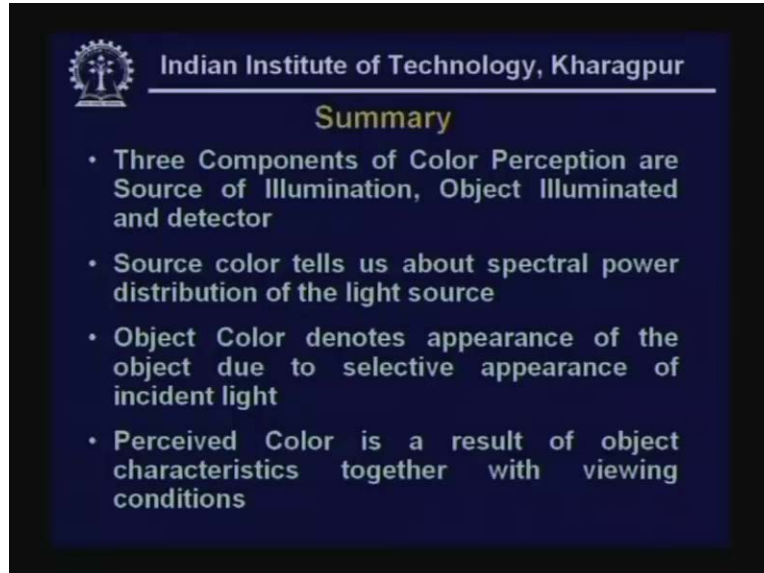 Indian Institute of Technology, Kharagpur
Summary
• Three Components of Color Perception are
Source of Illumination, Object Illuminated
and detector
• Source color tells us about spectral power
distribution of the light source
• Object Color denotes appearance of the
object due to selective appearance of
incident light
• Perceived Color is a result of object
characteristics together with viewing
conditions